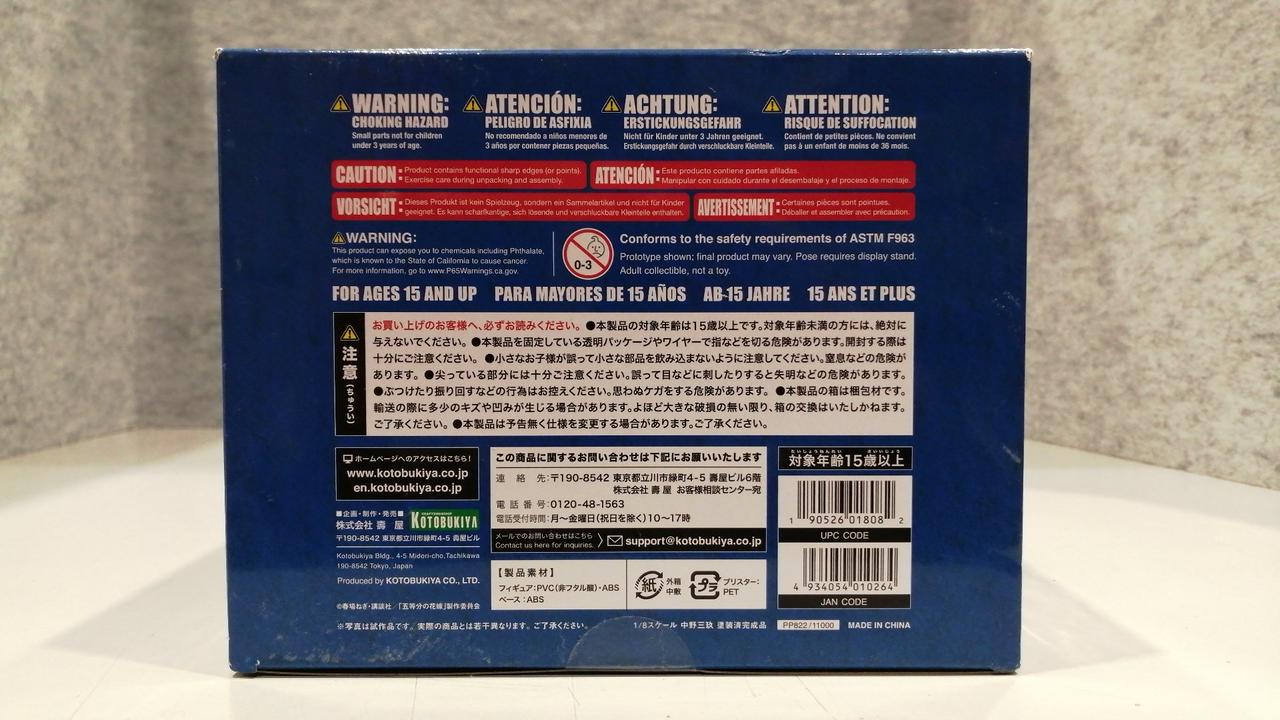 WARNING:
CHOKING HAZARD
Small parts not for children
under 3 years of age.
ATENCIÓN:
PELIGRO DE ASFIXIA
No recomendado a niños menores de
3 años por contener piezas pequeñas.
ACHTUNG:
ERSTICKUNGSGEFAHR
Nicht für Kinder unter 3 Jahren geeignet.
Erstickungsgefahr durch verschluckbare Kleinteile.
ATTENTION:
RISQUE DE SUFFOCATION
Contient de petites pièces. Ne convient
pas à un enfant de moins de 36 mois.
CAUTION: Product contains functional sharp edges (or points).
Exercise care during unpacking and assembly.
ATENCIÓN: Este producto contiene partes afiladas.
Manipular con cuidado durante el desembalaje y el proceso de montaje.
VORSICHT: Dieses Produkt ist kein Spielzeug, sondern ein Sammelartikel und nicht für Kinder
geeignet. Es kann scharfkantige, sich lösende und verschluckbare Kleinteile enthalten.
AVERTISSEMENT: Certaines pièces sont pointues.
Déballer et assembler avec précaution.
WARNING:
This product can expose you to chemicals including Phthalate,
which is known to the State of California to cause cancer.
For more information, go to www.P65Warnings.ca.gov.
0-3
Conforms to the safety requirements of ASTM F963
Prototype shown; final product may vary. Pose requires display stand.
Adult collectible, not a toy.
FOR AGES 15 AND UP PARA MAYORES DE 15 AÑOS AB-15 JAHRE 15 ANS ET PLUS
注意(ちゅうい)
お買い上げのお客様へ、必ずお読みください。●本製品の対象年齢は15歳以上です。対象年齢未満の方には、絶対に
与えないでください。●本製品を固定している透明パッケージやワイヤーで指などを切る危険があります。開封する際は
十分にご注意ください。●小さなお子様が誤って小さな部品を飲み込まないように注意してください。窒息などの危険が
あります。●尖っている部分には十分ご注意ください。誤って目などに刺したりすると失明などの危険があります。
●ぶつけたり振り回すなどの行為はお控えください。思わぬケガをする危険があります。●本製品の箱は梱包材です。
輸送の際に多少のキズや凹みが生じる場合があります。よほど大きな破損の無い限り、箱の交換はいたしかねます。
ご了承ください。●本製品は予告無く仕様を変更する場合があります。ご了承ください。
ホームページへのアクセスはこちら!
www.kotobukiya.co.jp
en.kotobukiya.co.jp
■企画・制作・発売■
株式会社 壽 屋
CRAFTSMANSHIP
KOTOBUKIYA
〒190-8542 東京都立川市緑町4-5 壽屋ビル
Kotobukiya Bldg., 4-5 Midori-cho,Tachikawa
190-8542 Tokyo, Japan
Produced by KOTOBUKIYA CO., LTD.
©春場ねぎ・講談社/「五等分の花嫁」製作委員会
この商品に関するお問い合わせは下記にお願いいたします
連絡先:〒190-8542 東京都立川市緑町4-5 壽屋ビル6階
株式会社 壽 屋 お客様相談センター宛
電話番号:0120-48-1563
電話受付時間:月〜金曜日(祝日を除く)10〜17時
メールでのお問い合わせはこちら
Contact us here for inquiries.
support@kotobukiya.co.jp
【製品素材】
フィギュア:PVC(非フタル酸)・ABS
ベース:ABS
紙
外箱
中敷
プラ
ブリスター:
PET
たいしょうねんれい さいいじょう
対象年齢15歳以上
1 90526 01808 2
UPC CODE
4 934054 010264
JAN CODE
※写真は試作品です。実際の商品とは若干異なります。ご了承ください。
1/8スケール 中野三玖 塗装済完成品
PP822/11000
MADE IN CHINA